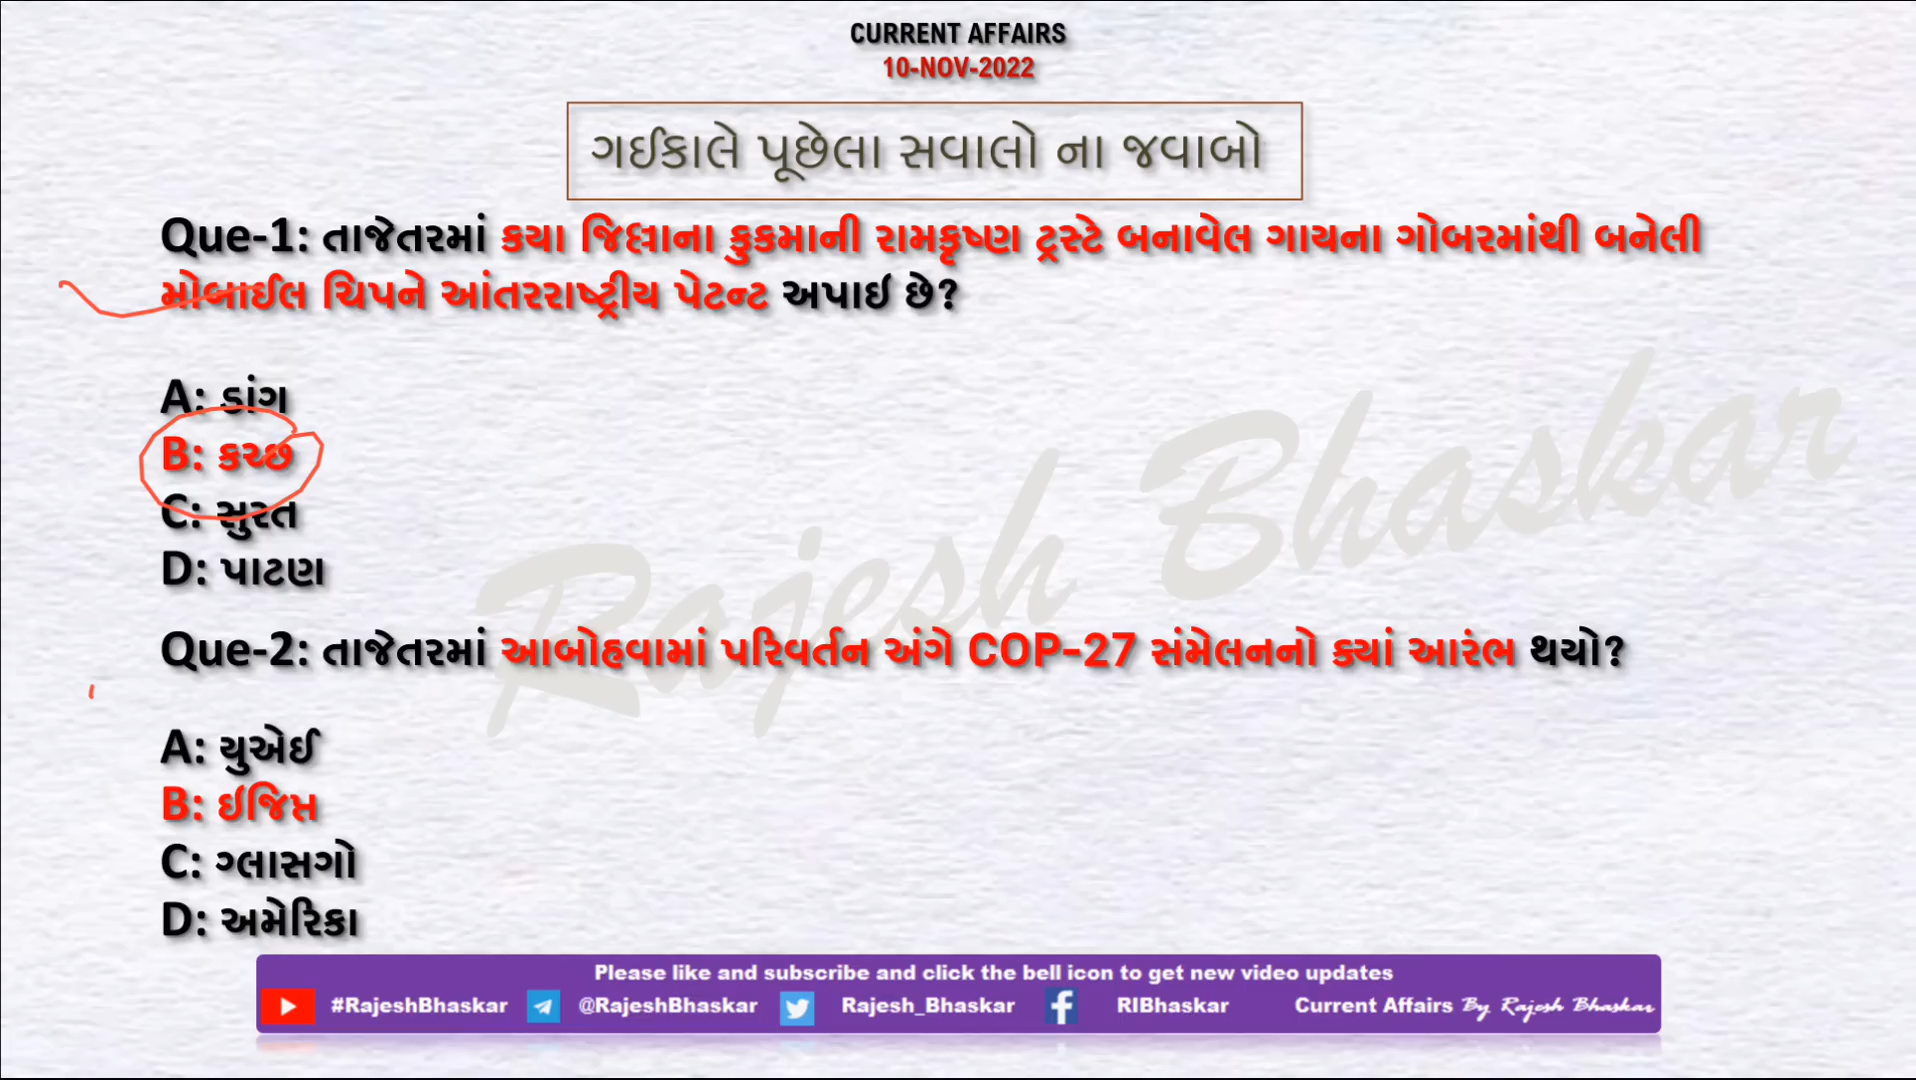 CURRENT AFFAIRS
10-NOV-2022
ગઈકાલે પૂછેલા સવાલો ના જવાબો
Que-1: તાજેતરમાં કયા જિલ્લાના કુકમાની રામકૃષ્ણ ટ્રસ્ટે બનાવેલ ગાયના ગોબરમાંથી બનેલી
મોબાઈલ ચિપને આંતરરાષ્ટ્રીય પેટન્ટ અપાઈ છે?
A: ડાંગ
B: કચ્છ
C: સુરત
D: પાટણ
Que-2: તાજેતરમાં આબોહવામાં પરિવર્તન અંગે COP-27 સંમેલનનો ક્યાં આરંભ થયો?
A: યુએઈ
B: ઈજિપ્ત
C: ગ્લાસગો
D: અમેરિકા
Rajesh Bhaskar
Please like and subscribe and click the bell icon to get new video updates
#RajeshBhaskar @RajeshBhaskar Rajesh_Bhaskar RIBhaskar Current Affairs By Rajesh Bhaskar